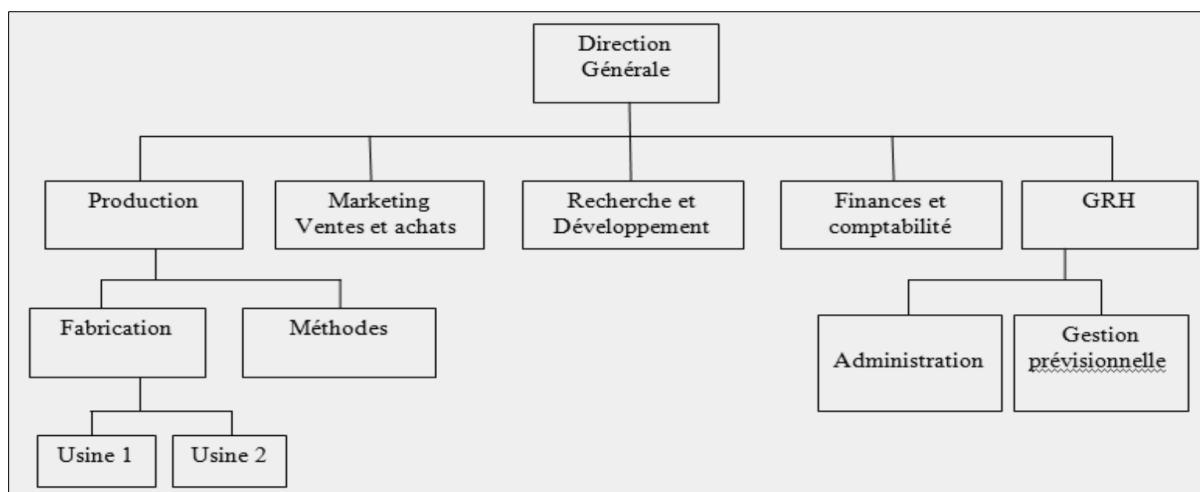 Direction
Générale
Production
Marketing
Ventes et achats
Recherche et
Développement
Finances et
comptabilité
GRH
Fabrication
Méthodes
Administration
Gestion
prévisionnelle
Usine 1
Usine 2